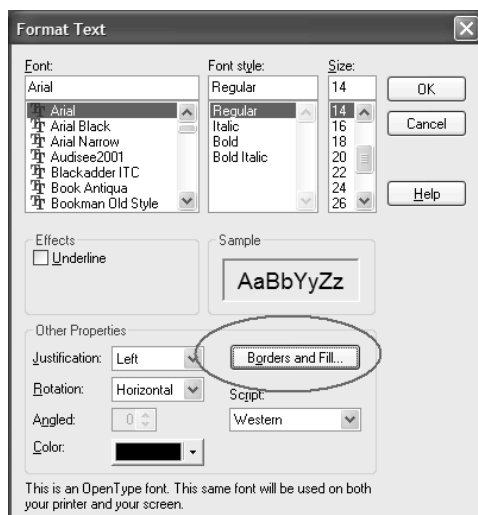 Format Text
Font:
Font style:
Size:
Arial
Regular
14
OK
Arial
Arial Black
Arial Narrow
Audisee2001
Blackadder ITC
Book Antiqua
Bookman Old Style
Regular
Italic
Bold
Bold Italic
14
16
18
20
22
24
26
Cancel
Help
Effects
Underline
Sample
AaBbYyZz
Other Properties
Justification:
Left
Borders and Fill...
Rotation:
Horizontal
Script:
Angled:
0
Western
Color:
This is an OpenType font. This same font will be used on both
your printer and your screen.